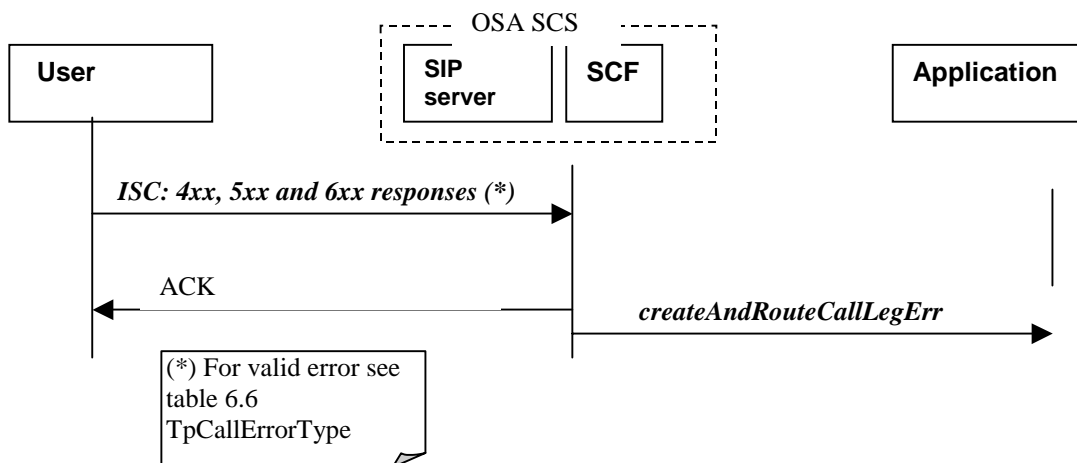 OSA SCS
User
SIP
server
SCF
Application
ISC: 4xx, 5xx and 6xx responses (*)
ACK
createAndRouteCallLegErr
(*) For valid error see
table 6.6
TpCallErrorType